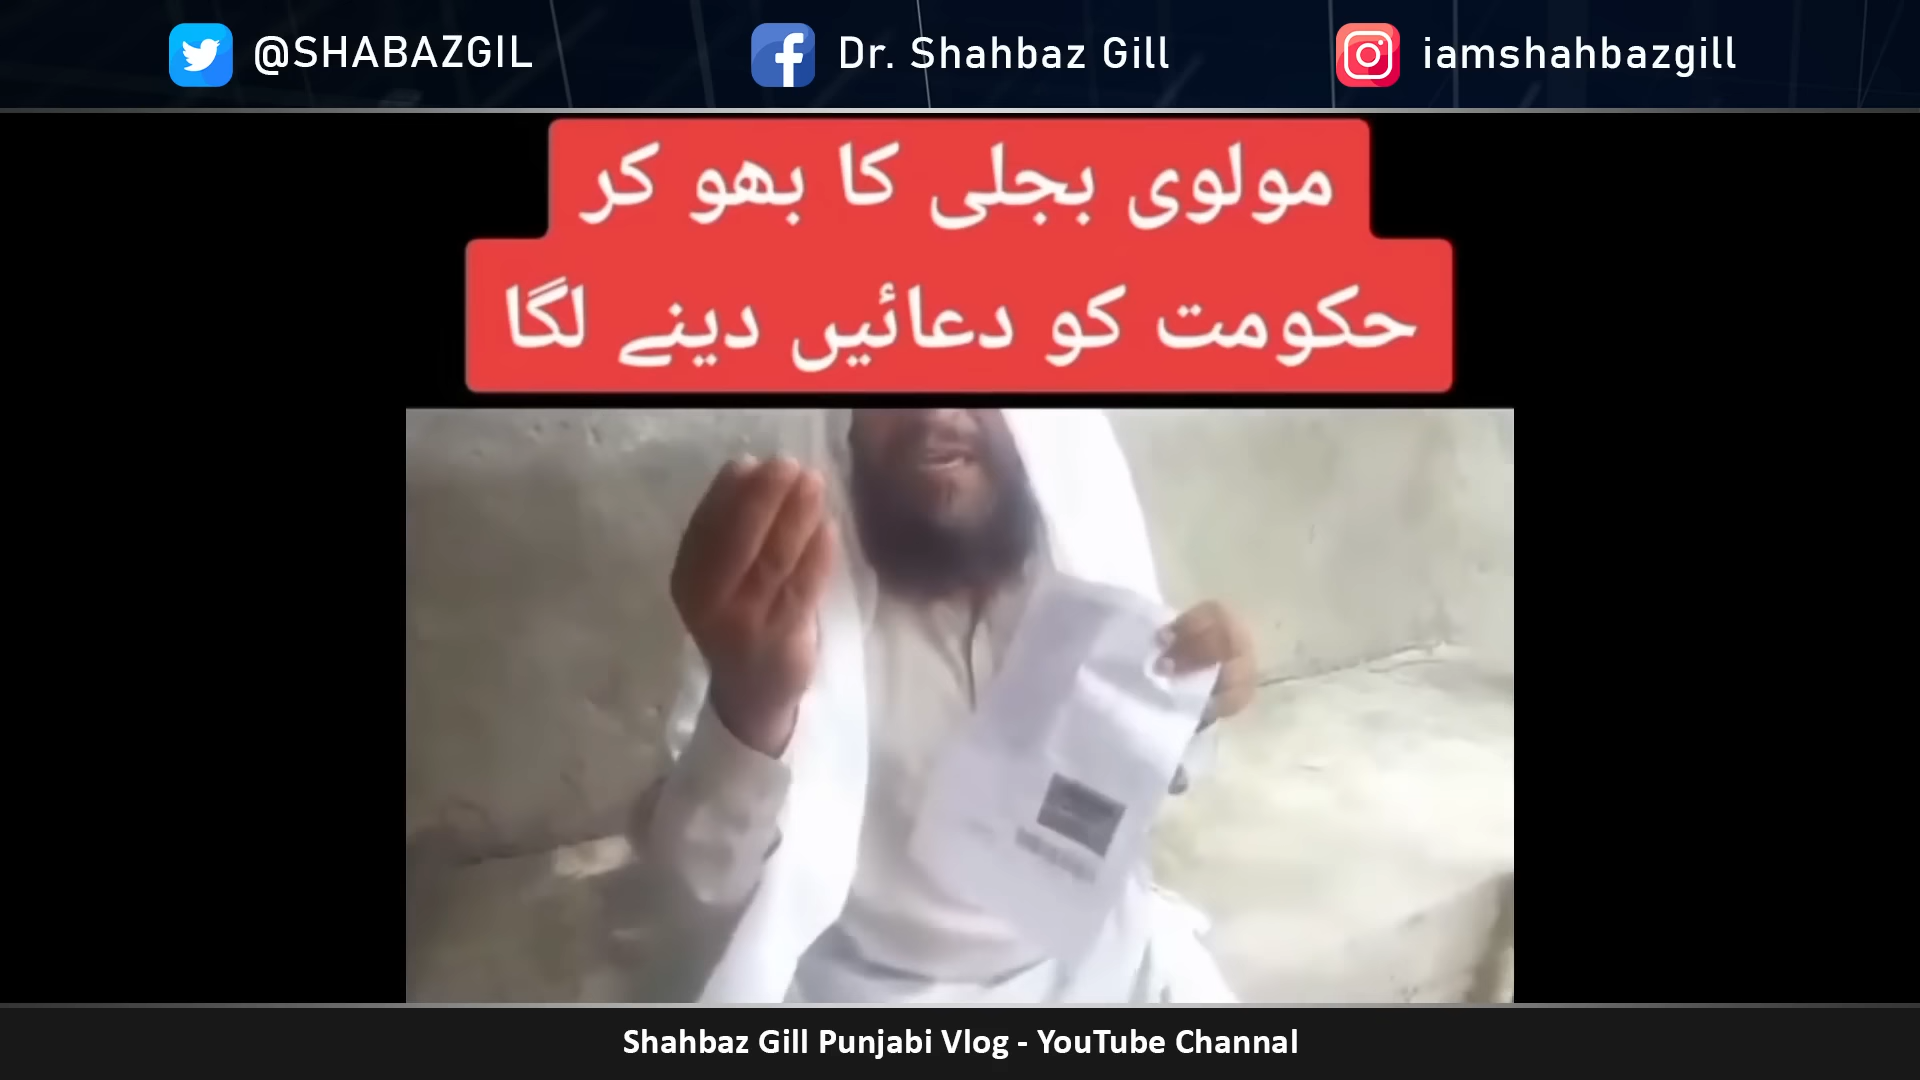 @SHABAZGIL
Dr. Shahbaz Gill
iamshahbazgill
مولوی بجلی کا بھو کر
حکومت کو دعائیں دینے لگا
Shahbaz Gill Punjabi Vlog - YouTube Channal